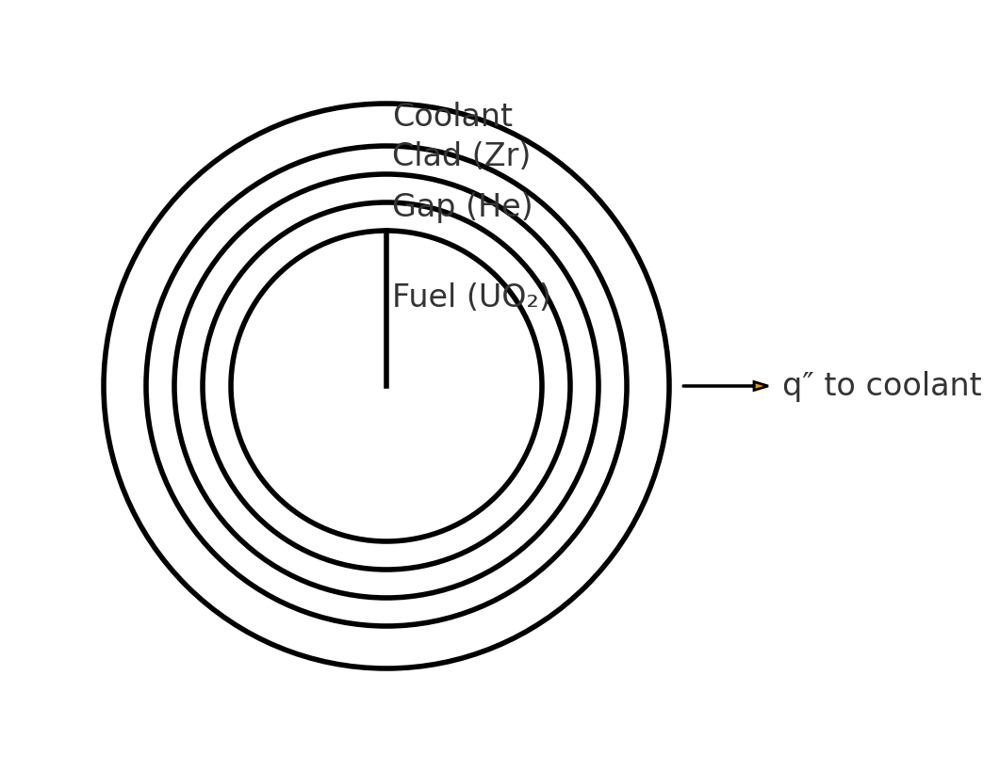 Coolant
Clad (Zr)
Gap (He)
Fuel (UO₂)
q″ to coolant